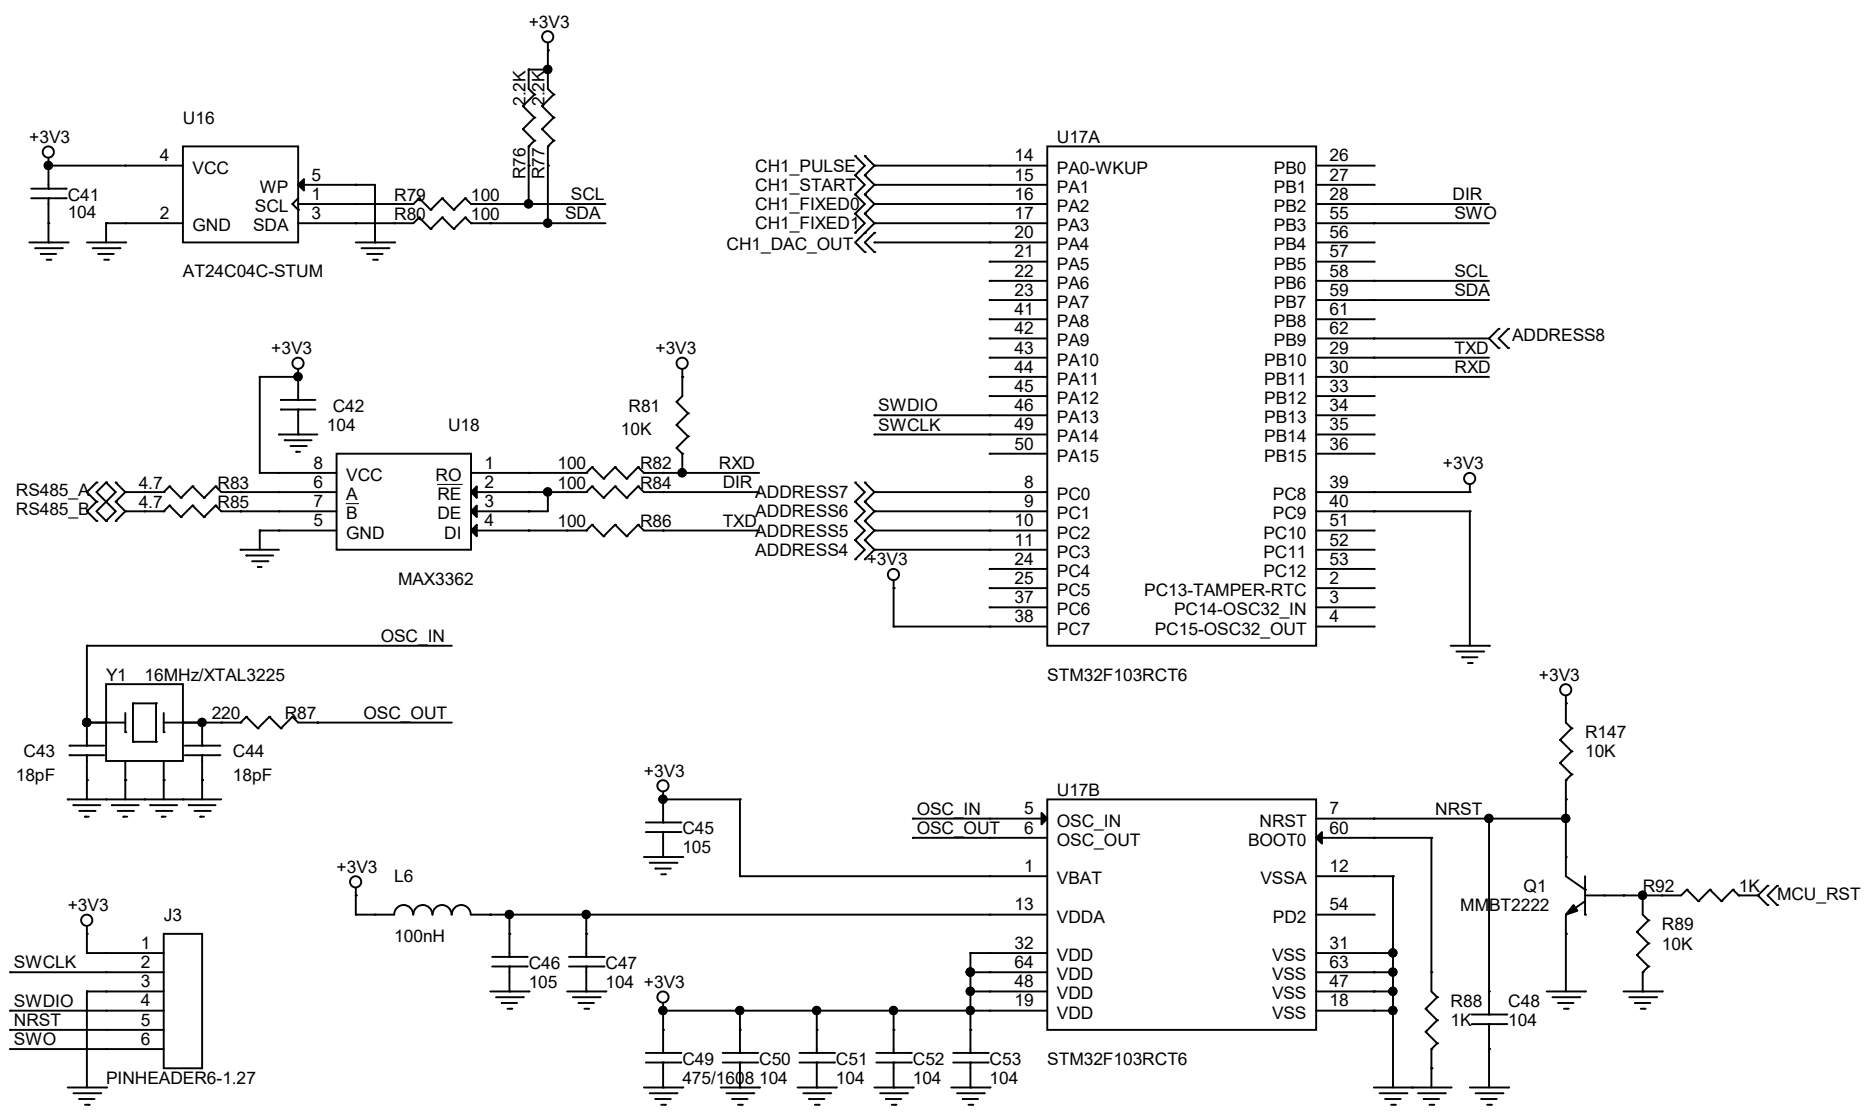 +3V3
2.2K
2.2K
R76
R77
U16
+3V3
C41
104
4
VCC
2
GND
WP
5
SCL
1
SDA
3
R79
100
R80
100
SCL
SDA
AT24C04C-STUM
+3V3
C42
104
U18
+3V3
R81
10K
RS485_A
4.7
R83
RS485_B
4.7
R85
8
VCC
6
A
7
B
5
GND
RO
1
RE
2
DE
3
DI
4
100
R82
RXD
100
R84
DIR
100
R86
TXD
MAX3362
OSC_IN
Y1
16MHz/XTAL3225
220
R87
OSC_OUT
C43
18pF
C44
18pF
+3V3
J3
1
SWCLK
2
3
SWDIO
4
NRST
5
SWO
6
PINHEADER6-1.27
U17A
CH1_PULSE
14
PA0-WKUP
CH1_START
15
PA1
CH1_FIXED0
16
PA2
CH1_FIXED1
17
PA3
CH1_DAC_OUT
20
PA4
21
PA5
22
PA6
23
PA7
41
PA8
42
PA9
43
PA10
44
PA11
45
PA12
SWDIO
46
PA13
SWCLK
49
PA14
50
PA15
ADDRESS7
8
PC0
ADDRESS6
9
PC1
ADDRESS5
10
PC2
ADDRESS4
11
PC3
+3V3
24
PC4
25
PC5
37
PC6
38
PC7
PB0
26
PB1
27
PB2
28
DIR
PB3
55
SWO
PB4
56
PB5
57
PB6
58
SCL
PB7
59
SDA
PB8
61
PB9
62
ADDRESS8
PB10
29
TXD
PB11
30
RXD
PB12
33
PB13
34
PB14
35
PB15
36
+3V3
PC8
39
PC9
40
PC10
51
PC11
52
PC12
53
PC13-TAMPER-RTC
2
PC14-OSC32_IN
3
PC15-OSC32_OUT
4
STM32F103RCT6
+3V3
C45
105
+3V3
L6
100nH
C46
105
C47
104
+3V3
C49
475/1608
C50
104
C51
104
C52
104
C53
104
U17B
OSC_IN
5
OSC_IN
OSC_OUT
6
OSC_OUT
1
VBAT
13
VDDA
32
VDD
64
VDD
48
VDD
19
VDD
NRST
7
NRST
BOOT0
60
VSSA
12
PD2
54
VSS
31
VSS
63
VSS
47
VSS
18
STM32F103RCT6
+3V3
R147
10K
Q1
MMBT2222
R92
1K
MCU_RST
R89
10K
R88
1K
C48
104